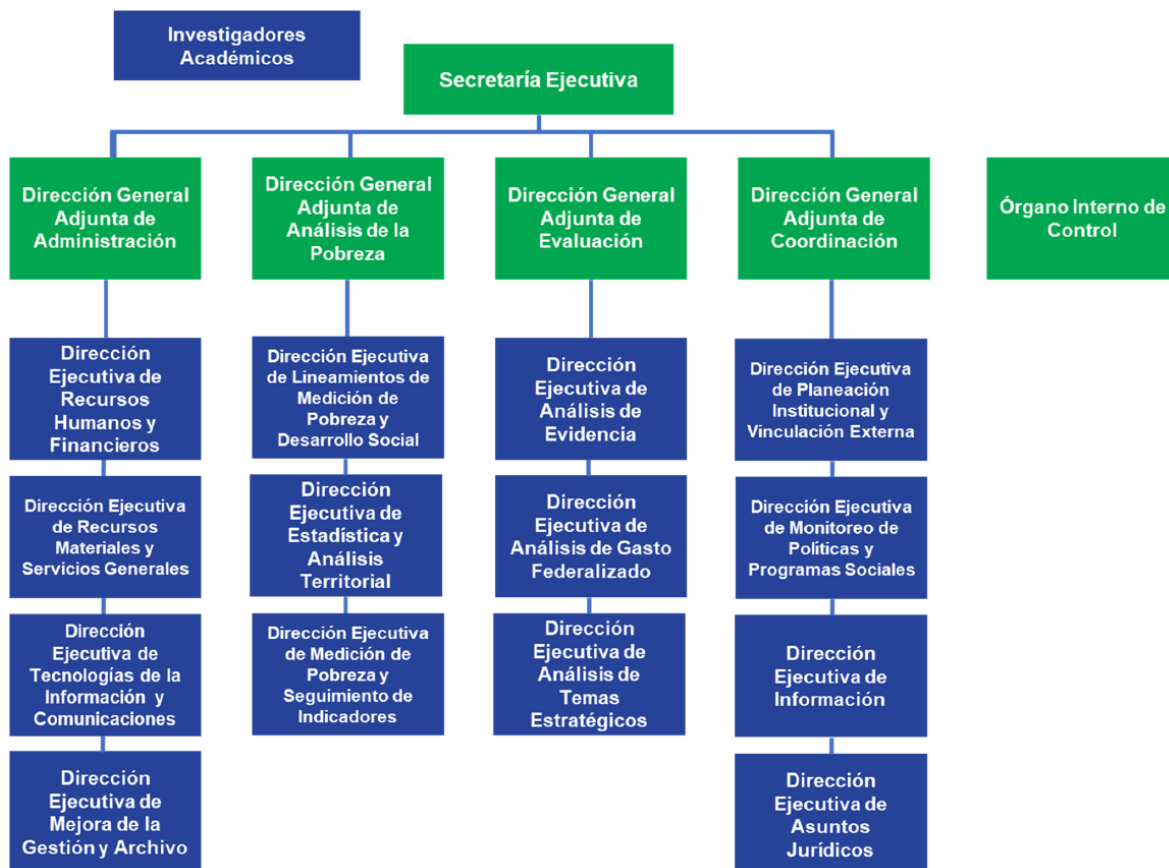 Investigadores
Académicos
Secretaría Ejecutiva
Dirección General
Adjunta de
Administración
Dirección General
Adjunta de
Análisis de la
Pobreza
Dirección General
Adjunta de
Evaluación
Dirección General
Adjunta de
Coordinación
Órgano Interno de
Control
Dirección
Ejecutiva de
Recursos
Humanos y
Financieros
Dirección Ejecutiva
de Lineamientos de
Medición de
Pobreza y
Desarrollo Social
Dirección
Ejecutiva de
Análisis de
Evidencia
Dirección Ejecutiva
de Planeación
Institucional y
Vinculación Externa
Dirección Ejecutiva
de Recursos
Materiales y
Servicios Generales
Dirección
Ejecutiva de
Estadística y
Análisis
Territorial
Dirección
Ejecutiva de
Análisis de Gasto
Federalizado
Dirección Ejecutiva
de Monitoreo de
Políticas y
Programas Sociales
Dirección
Ejecutiva de
Tecnologías de la
Información y
Comunicaciones
Dirección Ejecutiva
de Medición de
Pobreza y
Seguimiento de
Indicadores
Dirección
Ejecutiva de
Análisis de
Temas
Estratégicos
Dirección
Ejecutiva de
Información
Dirección
Ejecutiva de
Mejora de la
Gestión y Archivo
Dirección
Ejecutiva de
Asuntos
Jurídicos